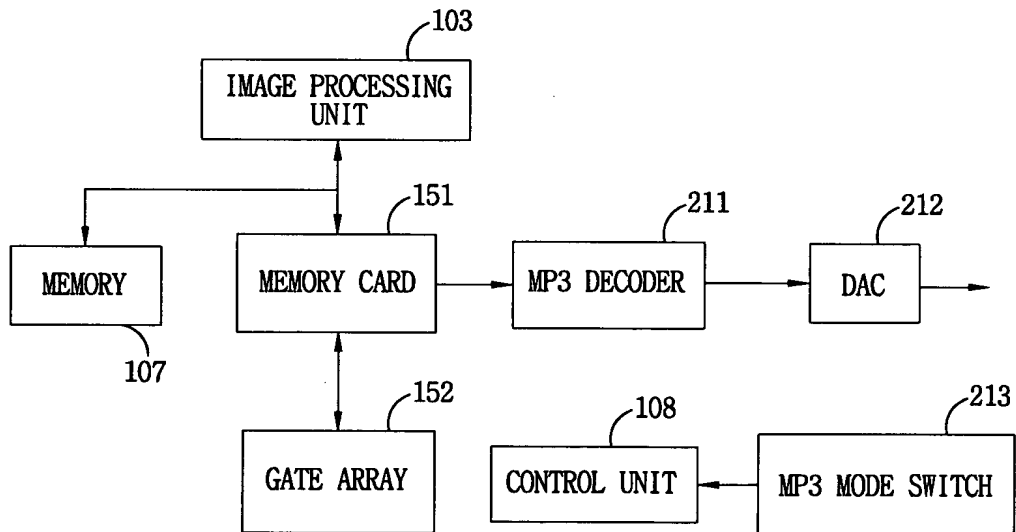 103
IMAGE PROCESSING
UNIT
151
211
212
MEMORY
MEMORY CARD
MP3 DECODER
DAC
107
152
108
213
GATE ARRAY
CONTROL UNIT
MP3 MODE SWITCH